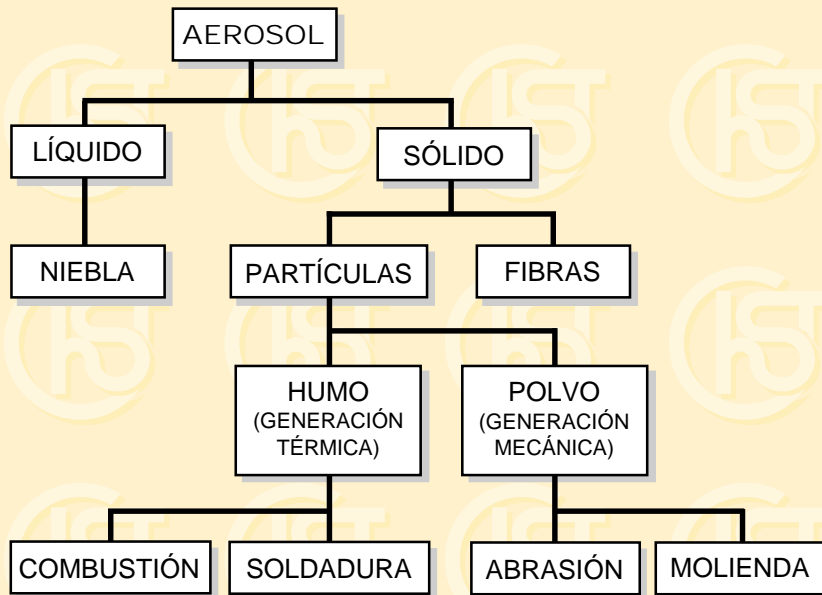 AEROSOL
LÍQUIDO
SÓLIDO
NIEBLA
PARTÍCULAS
FIBRAS
HUMO
(GENERACIÓN
TÉRMICA)
POLVO
(GENERACIÓN
MECÁNICA)
COMBUSTIÓN
SOLDADURA
ABRASIÓN
MOLIENDA